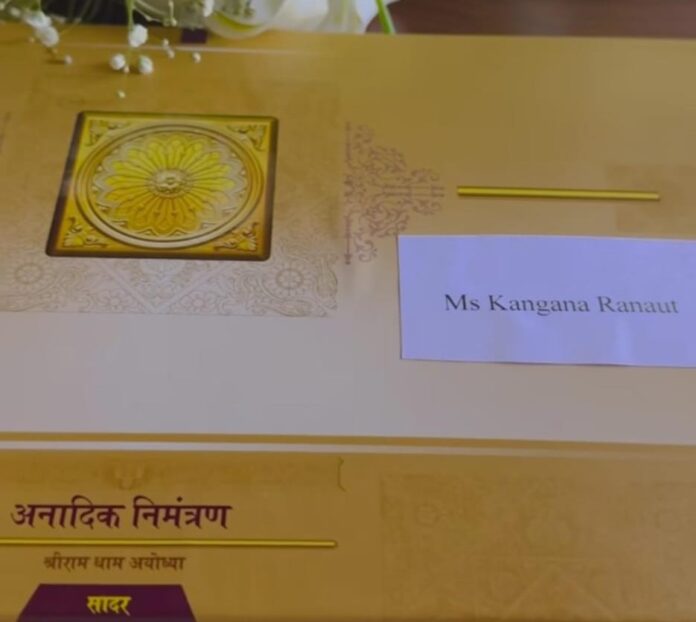 Ms Kangana Ranaut
अनादिक निमंत्रण
श्रीराम धाम अयोध्या
सादर